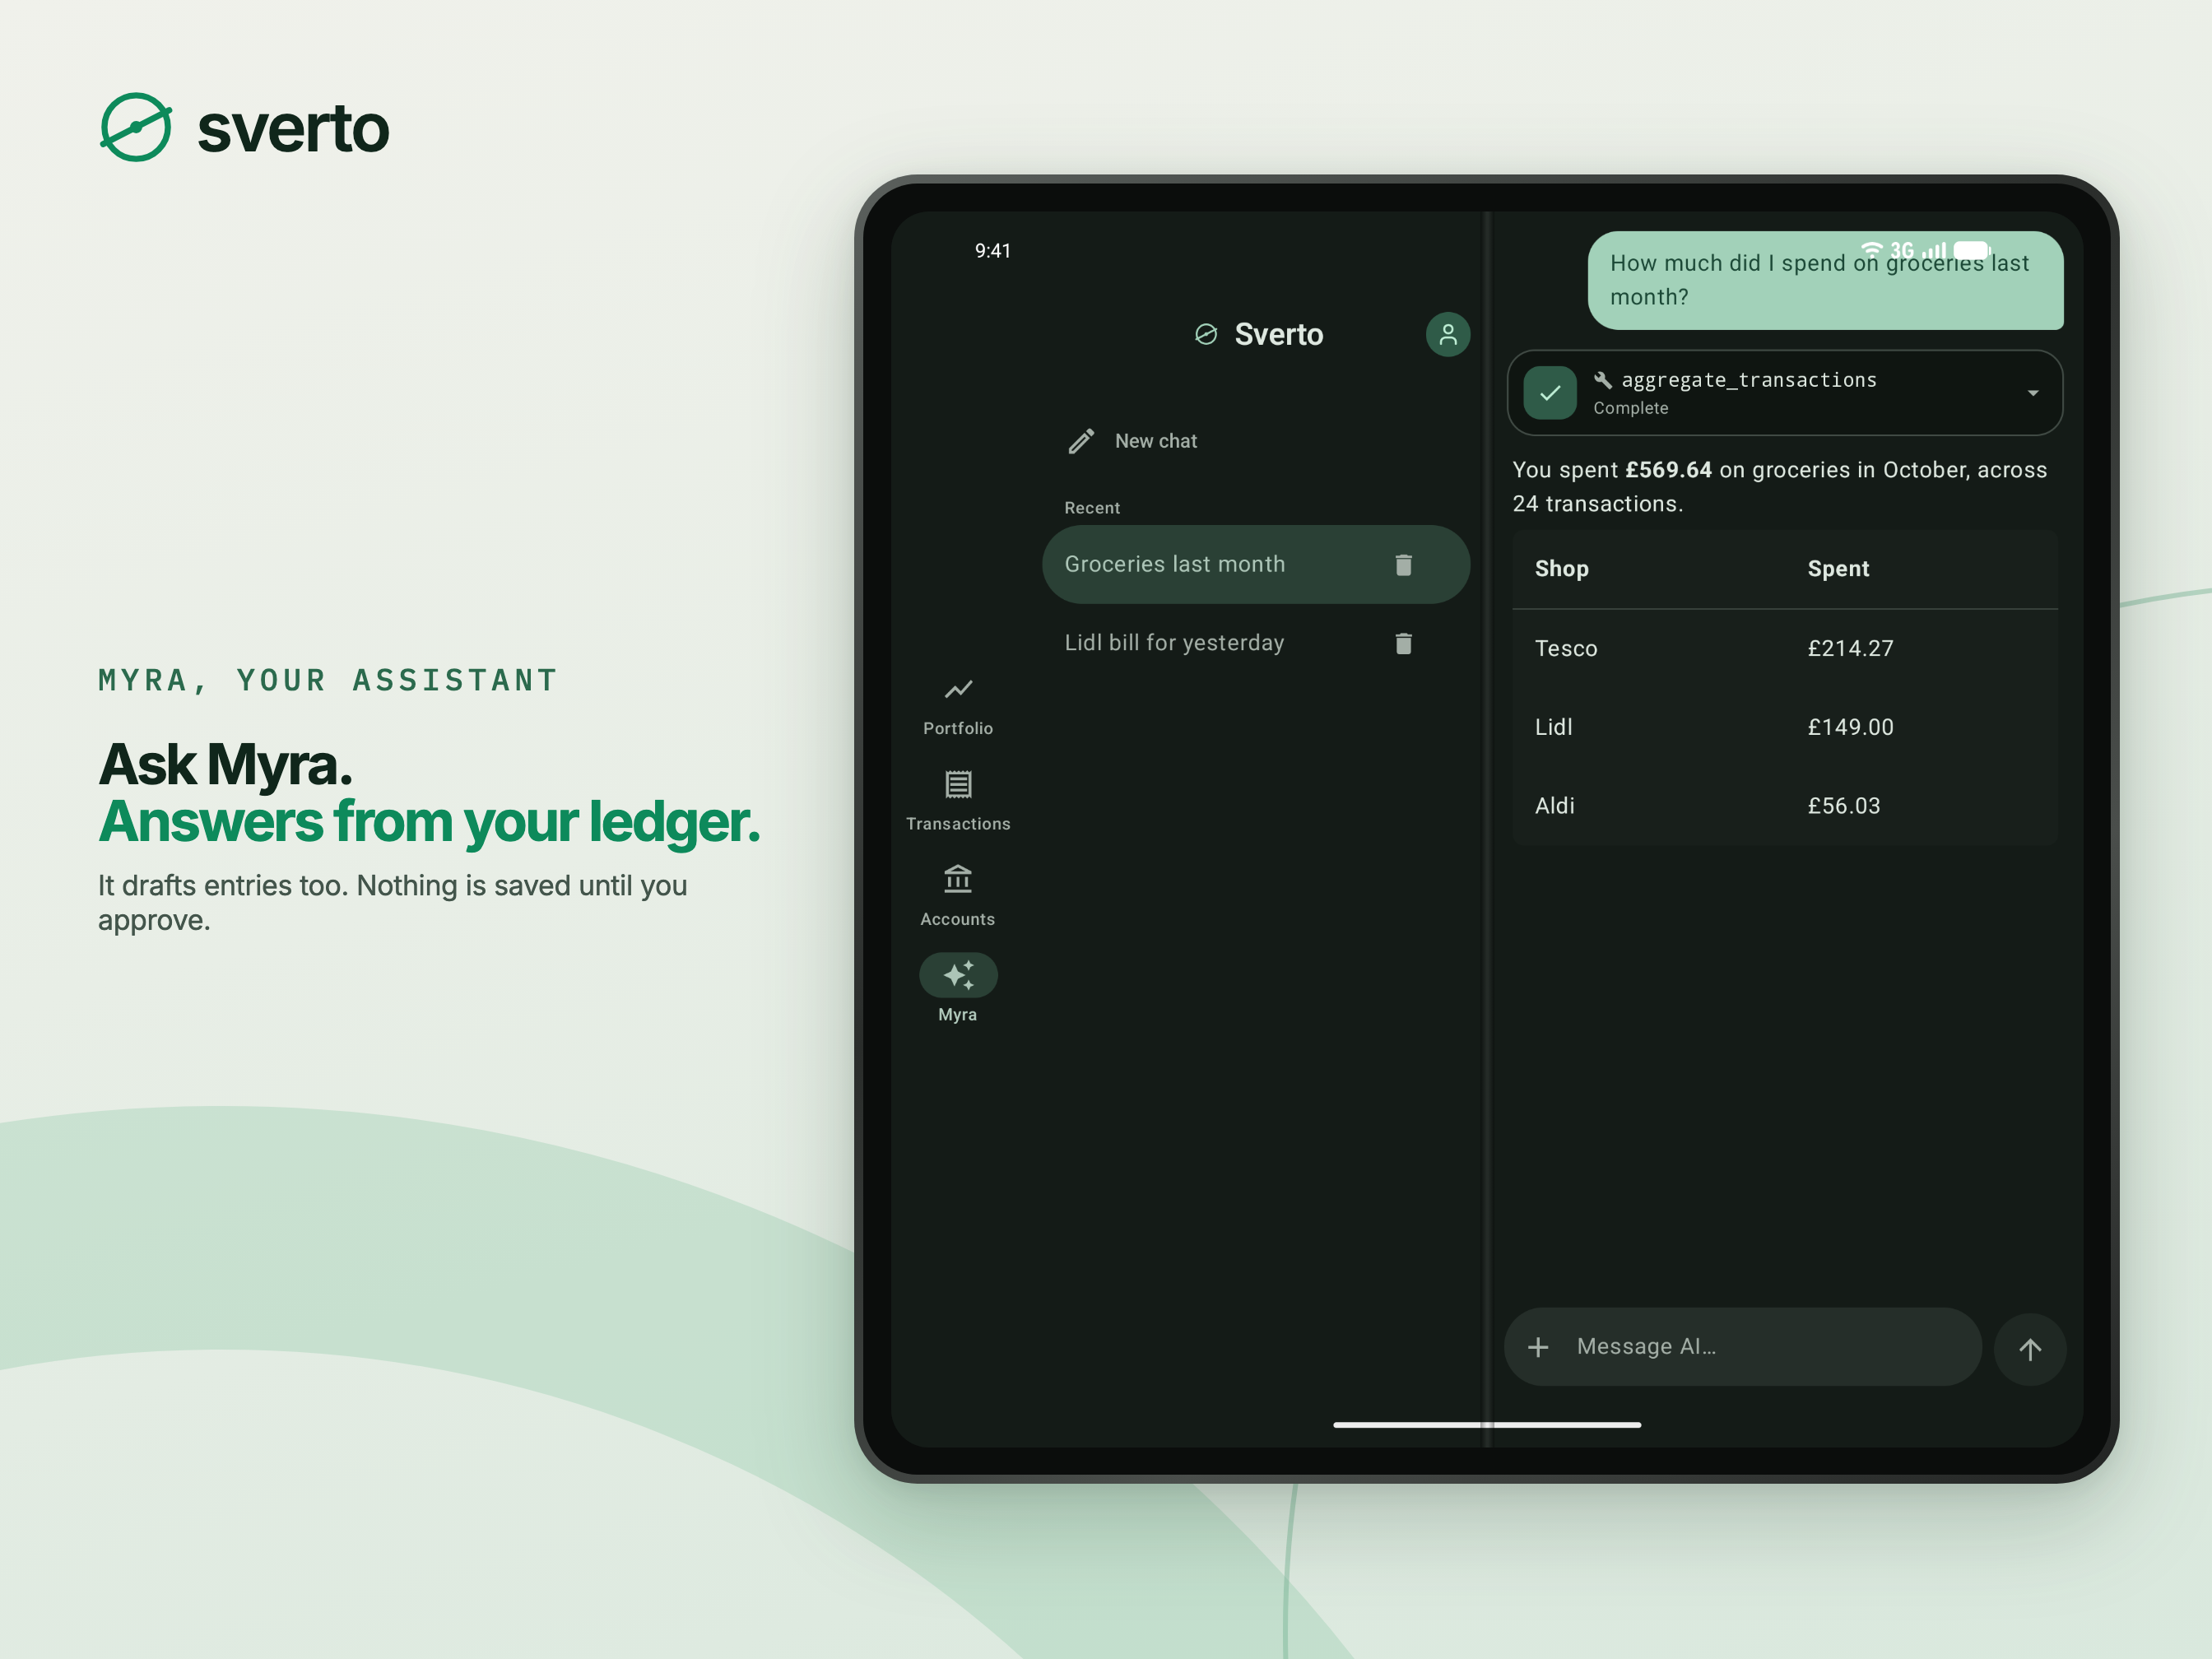 sverto
MYRA, YOUR ASSISTANT
Ask Myra.
Answers from your ledger.
It drafts entries too. Nothing is saved until you
approve.
9:41
3G
Sverto
New chat
Recent
Groceries last month
Lidl bill for yesterday
Portfolio
Transactions
Accounts
Myra
How much did I spend on groceries last
month?
aggregate_transactions
Complete
You spent £569.64 on groceries in October, across
24 transactions.
Shop Spent
Tesco £214.27
Lidl £149.00
Aldi £56.03
Message AI…